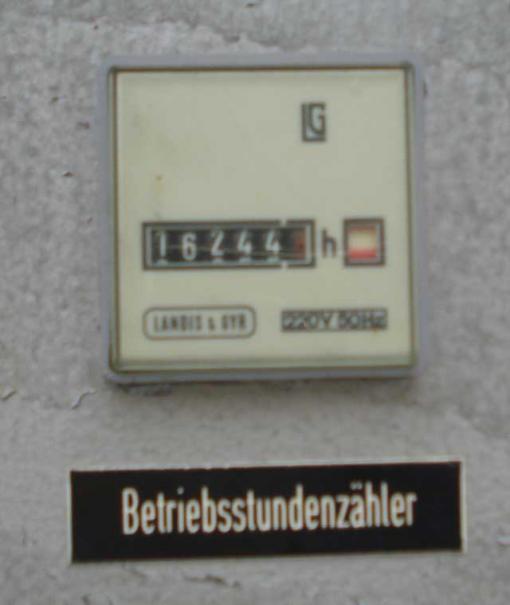 LG
16244 h
LANDIS & GYR 220V 50Hz
Betriebsstundenzähler